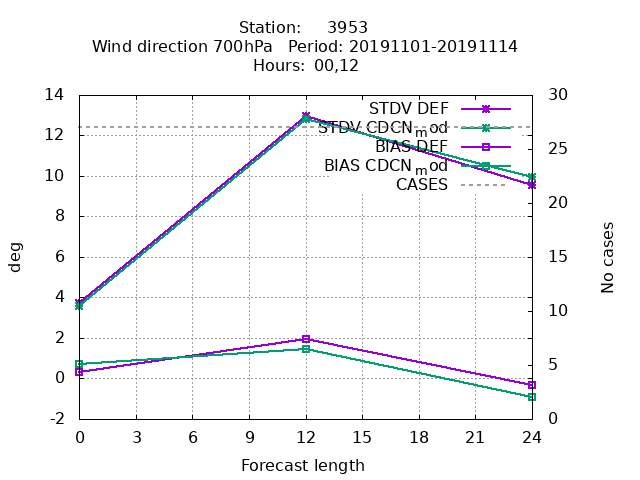 Station: 3953
Wind direction 700hPa Period: 20191101-20191114
Hours: 00,12
STDV DEF
STDV CDCN_mod
BIAS DEF
BIAS CDCN_mod
CASES
deg
No cases
14
12
10
8
6
4
2
0
-2
30
25
20
15
10
5
0
0 3 6 9 12 15 18 21 24
Forecast length